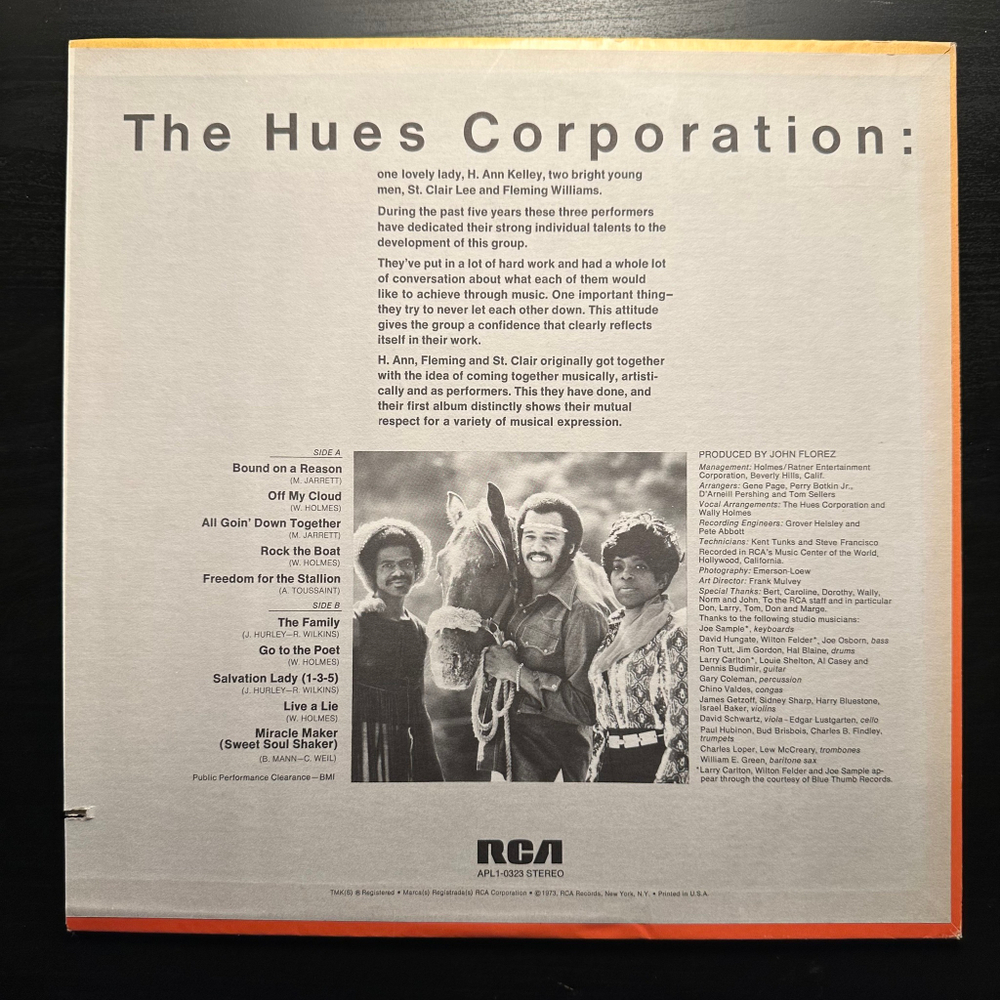 The Hues Corporation:
one lovely lady, H. Ann Kelley, two bright young
men, St. Clair Lee and Fleming Williams.
During the past five years these three performers
have dedicated their strong individual talents to the
development of this group.
They've put in a lot of hard work and had a whole lot
of conversation about what each of them would
like to achieve through music. One important thing—
they try to never let each other down. This attitude
gives the group a confidence that clearly reflects
itself in their work.
H. Ann, Fleming and St. Clair originally got together
with the idea of coming together musically, artisti-
cally and as performers. This they have done, and
their first album distinctly shows their mutual
respect for a variety of musical expression.
SIDE A
Bound on a Reason
(M. JARRETT)
Off My Cloud
(W. HOLMES)
All Goin' Down Together
(M. JARRETT)
Rock the Boat
(W. HOLMES)
Freedom for the Stallion
(A. TOUSSAINT)
SIDE B
The Family
(J. HURLEY—R. WILKINS)
Go to the Poet
(W. HOLMES)
Salvation Lady (1-3-5)
(J. HURLEY—R. WILKINS)
Live a Lie
(W. HOLMES)
Miracle Maker
(Sweet Soul Shaker)
(B. MANN—C. WEIL)
Public Performance Clearance—BMI
PRODUCED BY JOHN FLOREZ
Management: Holmes/Ratner Entertainment
Corporation, Beverly Hills, Calif.
Arrangers: Gene Page, Perry Botkin Jr.,
D'Arneill Pershing and Tom Sellers
Vocal Arrangements: The Hues Corporation and
Wally Holmes
Recording Engineers: Grover Helsley and
Pete Abbott
Technicians: Kent Tunks and Steve Francisco
Recorded in RCA's Music Center of the World,
Hollywood, California.
Photography: Emerson-Loew
Art Director: Frank Mulvey
Special Thanks: Bert, Caroline, Dorothy, Wally,
Norm and John, To the RCA staff and in particular
Don, Larry, Tom, Don and Marge.
Thanks to the following studio musicians:
Joe Sample*, keyboards
David Hungate, Wilton Felder*, Joe Osborn, bass
Ron Tutt, Jim Gordon, Hal Blaine, drums
Larry Carlton*, Louie Shelton, Al Casey and
Dennis Budimir, guitar
Gary Coleman, percussion
Chino Valdes, congas
James Getzoff, Sidney Sharp, Harry Bluestone,
Israel Baker, violins
David Schwartz, viola – Edgar Lustgarten, cello
Paul Hubinon, Bud Brisbois, Charles B. Findley,
trumpets
Charles Loper, Lew McCreary, trombones
William E. Green, baritone sax
*Larry Carlton, Wilton Felder and Joe Sample ap-
pear through the courtesy of Blue Thumb Records.
RCA
APL1-0323 STEREO
TMK(S) ® Registered • Marca(s) Registrada(s) RCA Corporation • © 1973, RCA Records, New York, N.Y. • Printed in U.S.A.